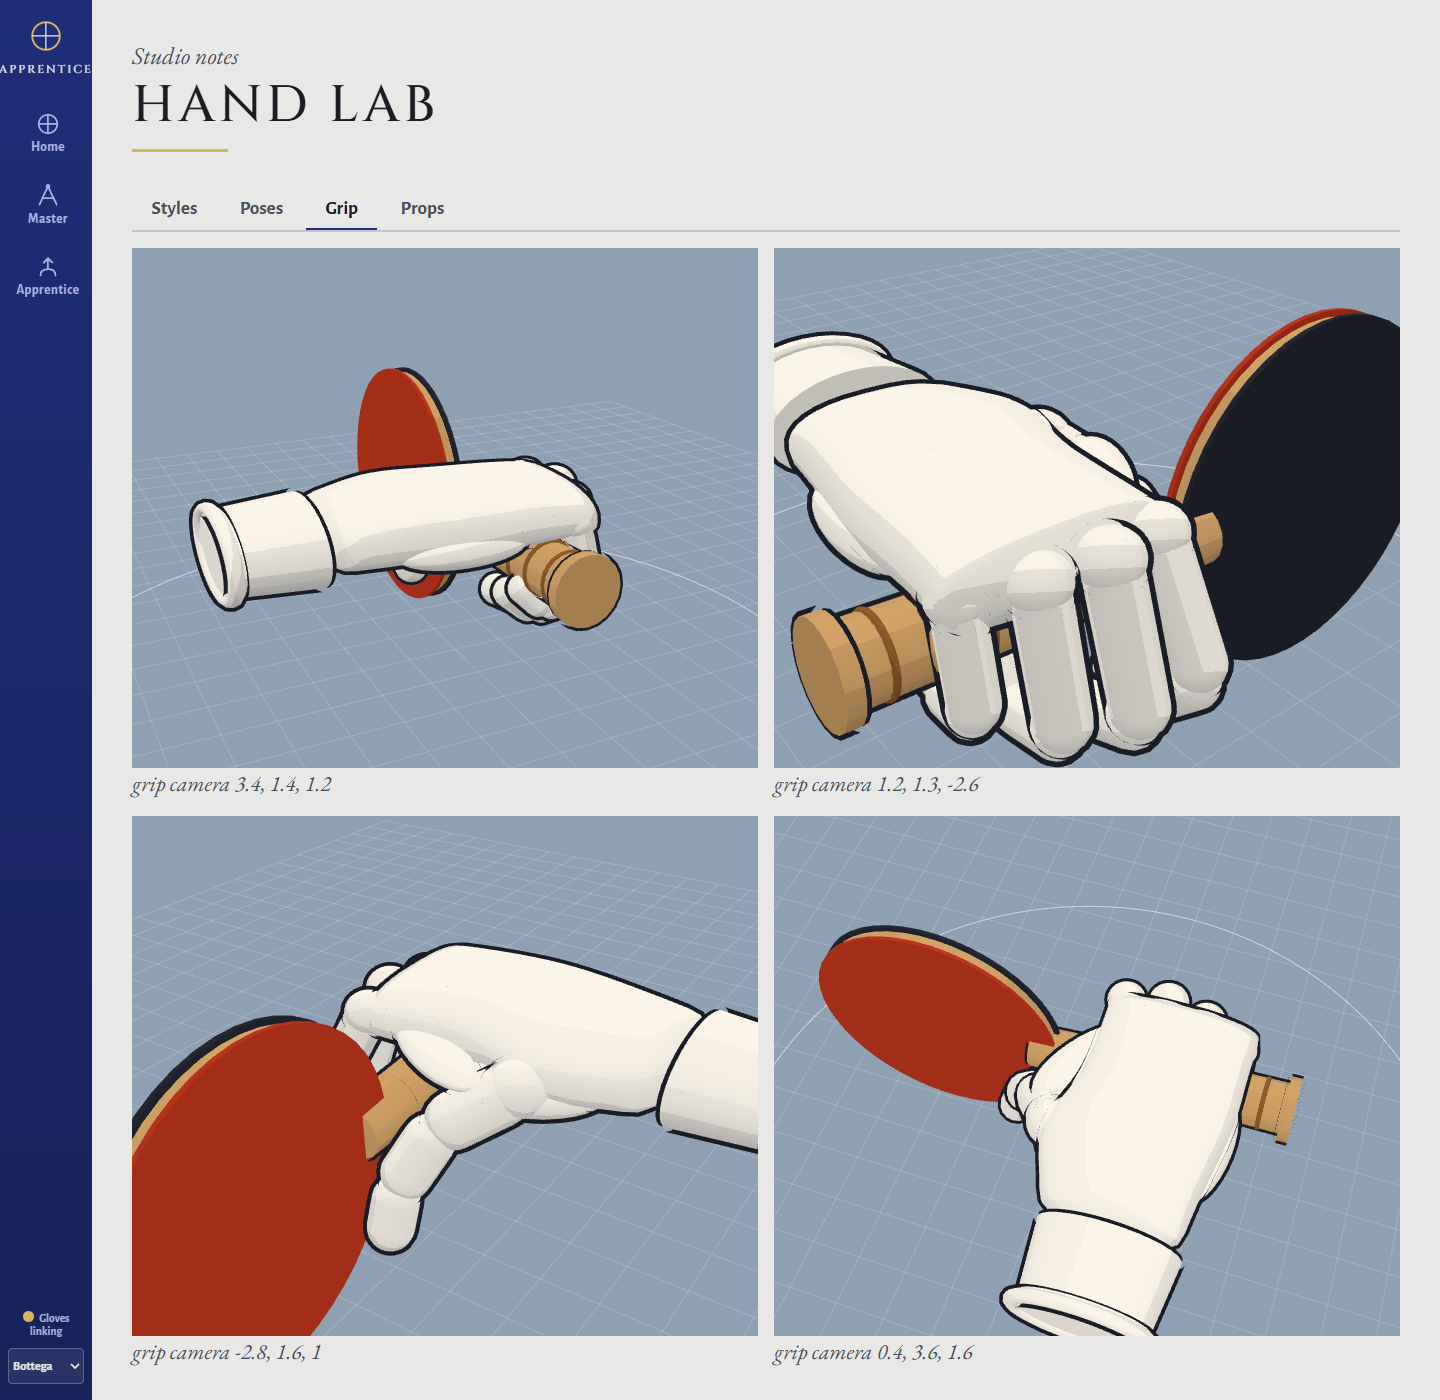 APPRENTICE
Home
Master
Apprentice
Gloves
linking
Bottega
Studio notes
HAND LAB
Styles
Poses
Grip
Props
grip camera 3.4, 1.4, 1.2
grip camera 1.2, 1.3, -2.6
grip camera -2.8, 1.6, 1
grip camera 0.4, 3.6, 1.6